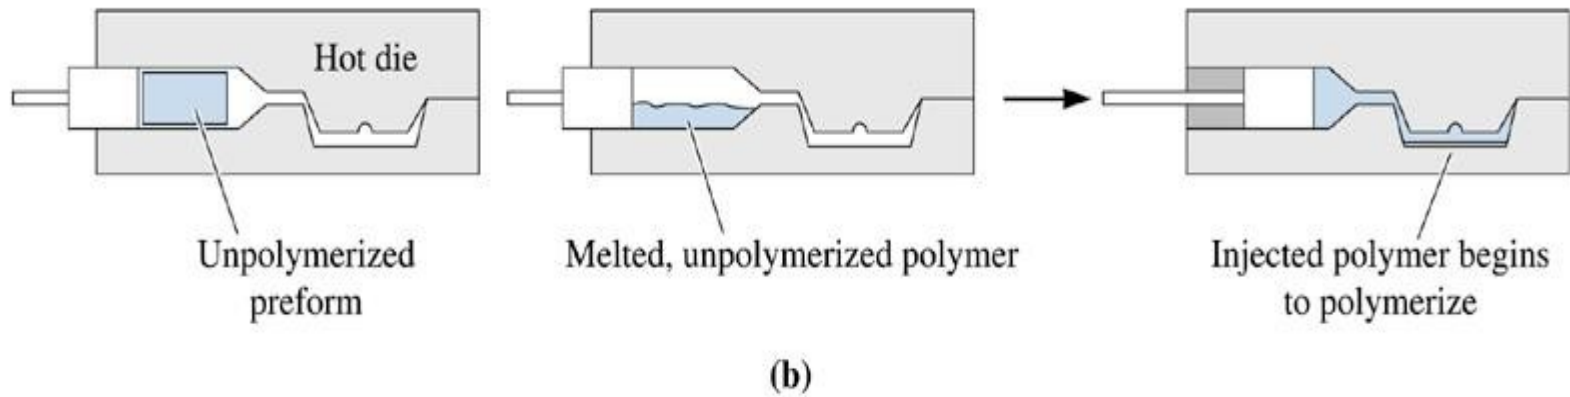 Hot die
Unpolymerized
preform
Melted, unpolymerized polymer
Injected polymer begins
to polymerize
(b)